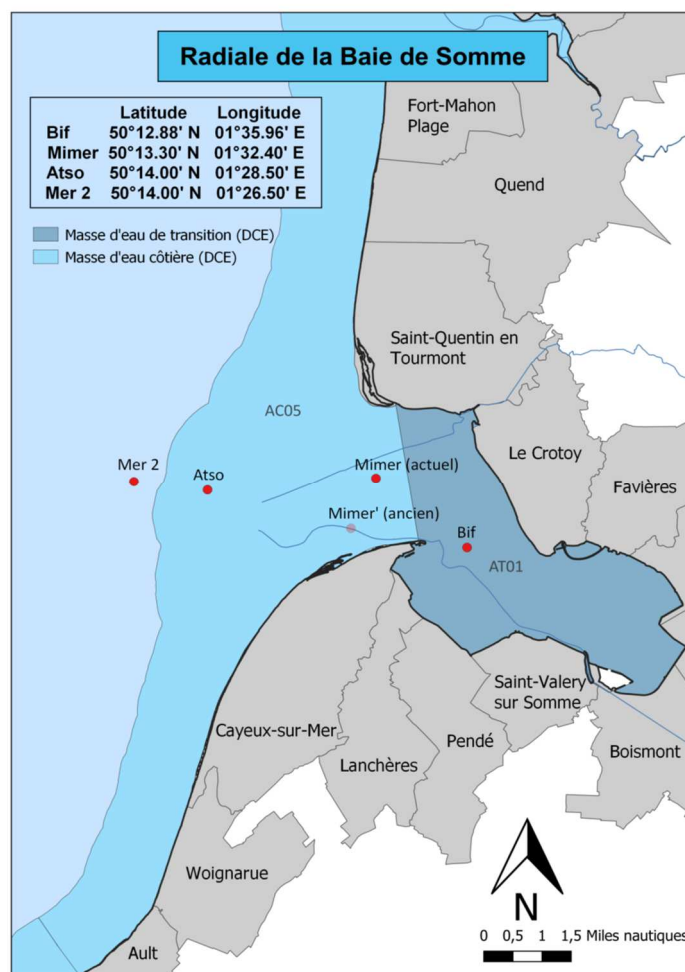 Radiale de la Baie de Somme
Latitude Longitude
Bif 50°12.88' N 01°35.96' E
Mimer 50°13.30' N 01°32.40' E
Atso 50°14.00' N 01°28.50' E
Mer 2 50°14.00' N 01°26.50' E
Masse d'eau de transition (DCE)
Masse d'eau côtière (DCE)
Fort-Mahon
Plage
Quend
Saint-Quentin en
Tourmont
AC05
Le Crotoy
Mer 2
Atso
Mimer (actuel)
Favières
Mimer' (ancien)
Bif
AT01
Saint-Valery
sur Somme
Cayeux-sur-Mer
Lanchères
Pendé
Boismont
Woignarue
Ault
N
0 0,5 1 1,5 Miles nautiques